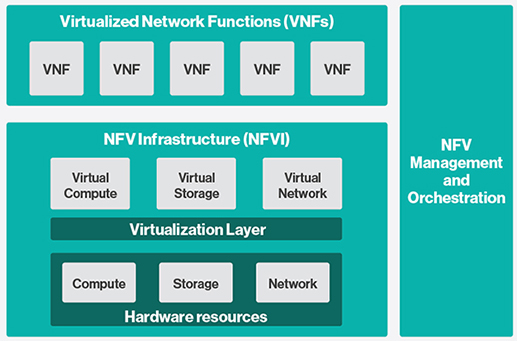 Virtualized Network Functions (VNFs)
VNF
VNF
VNF
VNF
VNF
NFV Infrastructure (NFVI)
Virtual
Compute
Virtual
Storage
Virtual
Network
Virtualization Layer
Compute
Storage
Network
Hardware resources
NFV
Management
and
Orchestration